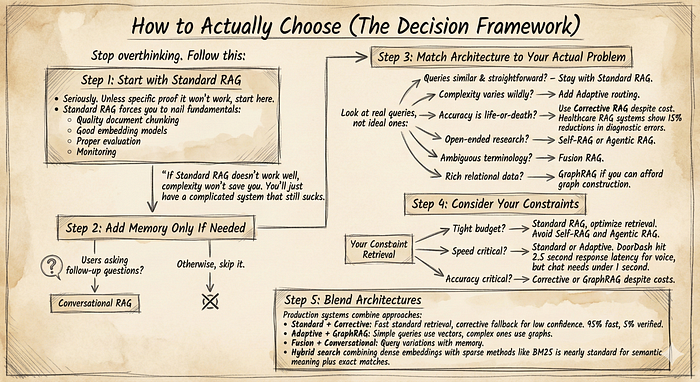 How to Actually Choose (The Decision Framework)
Stop overthinking. Follow this:
Step 1: Start with Standard RAG
• Seriously. Unless specific proof it won't work, start here.
• Standard RAG forces you to nail fundamentals:
○ Quality document chunking
○ Good embedding models
○ Proper evaluation
○ Monitoring
"If Standard RAG doesn't work well,
complexity won't save you. You'll just
have a complicated system that still sucks.
Step 2: Add Memory Only If Needed
?
Users asking
follow-up questions?
Conversational RAG
Otherwise, skip it.
Step 3: Match Architecture to Your Actual Problem
Look at real queries,
not ideal ones:
Queries similar & straightforward? – Stay with Standard RAG.
Complexity varies wildly? Add Adaptive routing.
Accuracy is life-or-death?
Use Corrective RAG despite cost.
Healthcare RAG systems show 15%
reductions in diagnostic errors.
Open-ended research? Self-RAG or Agentic RAG.
Ambiguous terminology? Fusion RAG.
Rich relational data?
GraphRAG if you can afford
graph construction.
Step 4: Consider Your Constraints
Your Constraint
Retrieval
Tight budget?
Standard RAG, optimize retrieval.
Avoid Self-RAG and Agentic RAG.
Speed critical?
Standard or Adaptive. DoorDash hit
2.5 second response latency for voice,
but chat needs under 1 second.
Accuracy critical? Corrective or GraphRAG despite costs.
Step 5: Blend Architectures
Production systems combine approaches:
• Standard + Corrective: Fast standard retrieval, corrective fallback for low confidence. 95% fast, 5% verified.
• Adaptive + GraphRAG: Simple queries use vectors, complex ones use graphs.
• Fusion + Conversational: Query variations with memory.
• Hybrid search combining dense embeddings with sparse methods like BM25 is nearly standard for semantic
meaning plus exact matches.